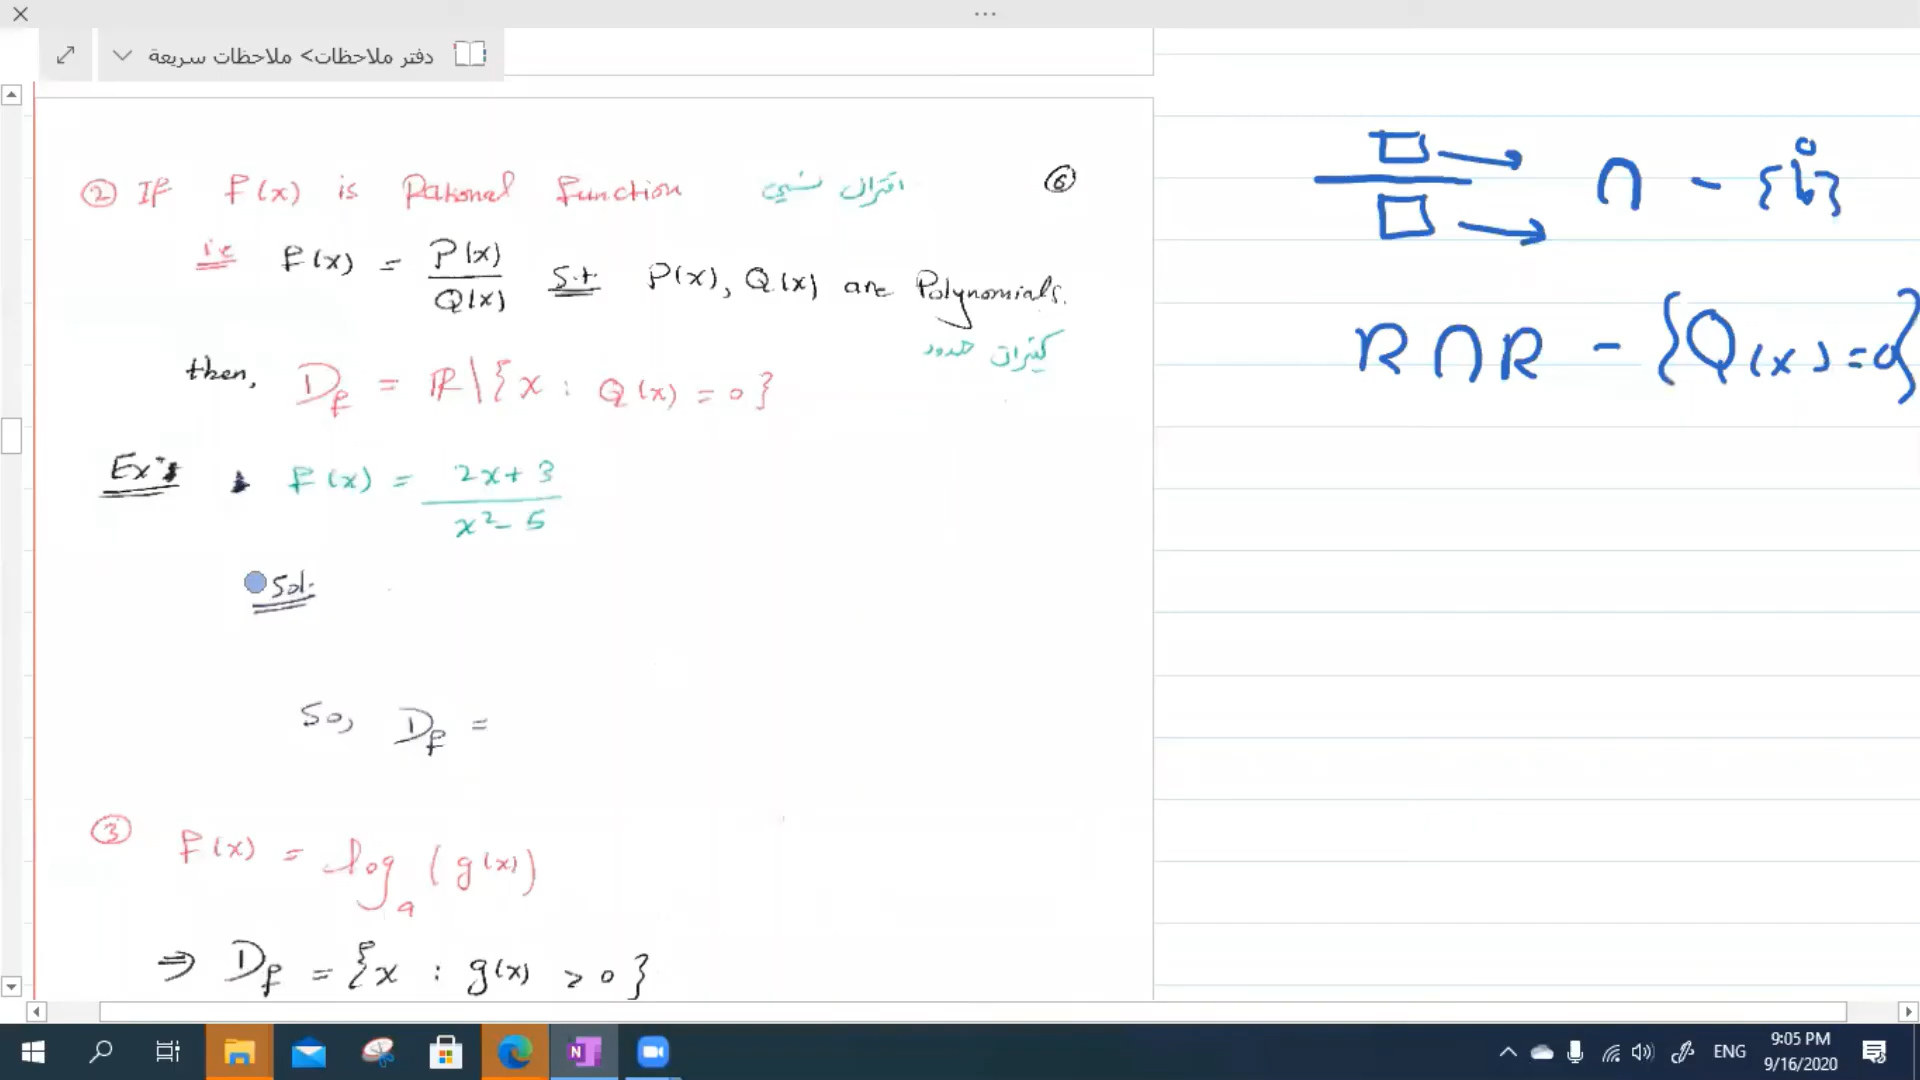 دفتر ملاحظات> ملاحظات سريعة
② If f(x) is Rational function اقتران نسبي ⑥
i.e f(x) = P(x)/Q(x) s.t P(x), Q(x) are Polynomials.
كثيرات حدود
then, D_f = ℝ \ {x : Q(x) = 0}
f(x) = 2x+3/x²-5
Sol.
So, D_f =
③ f(x) = log_a (g(x))
⇒ D_f = {x : g(x) > 0}
∩ -
R ∩ R - {Q(x)=0}
ENG
9:05 PM
9/16/2020